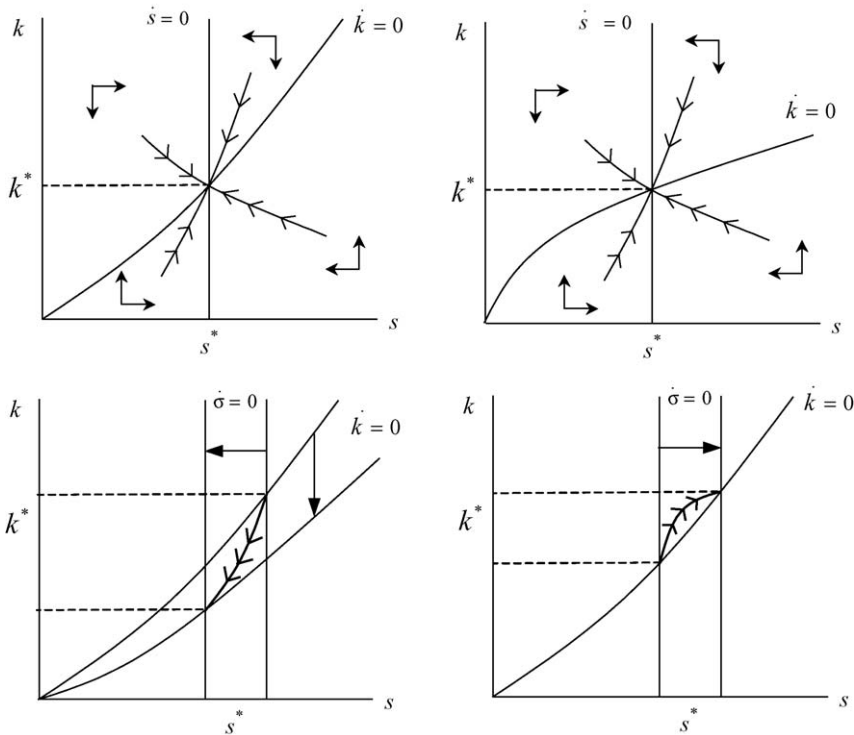 k
ṡ = 0
k̇ = 0
k*
s
s*
k
ṡ = 0
k̇ = 0
k*
s
s*
k
σ̇ = 0
k̇ = 0
k*
s
s*
k
σ̇ = 0
k̇ = 0
k*
s
s*